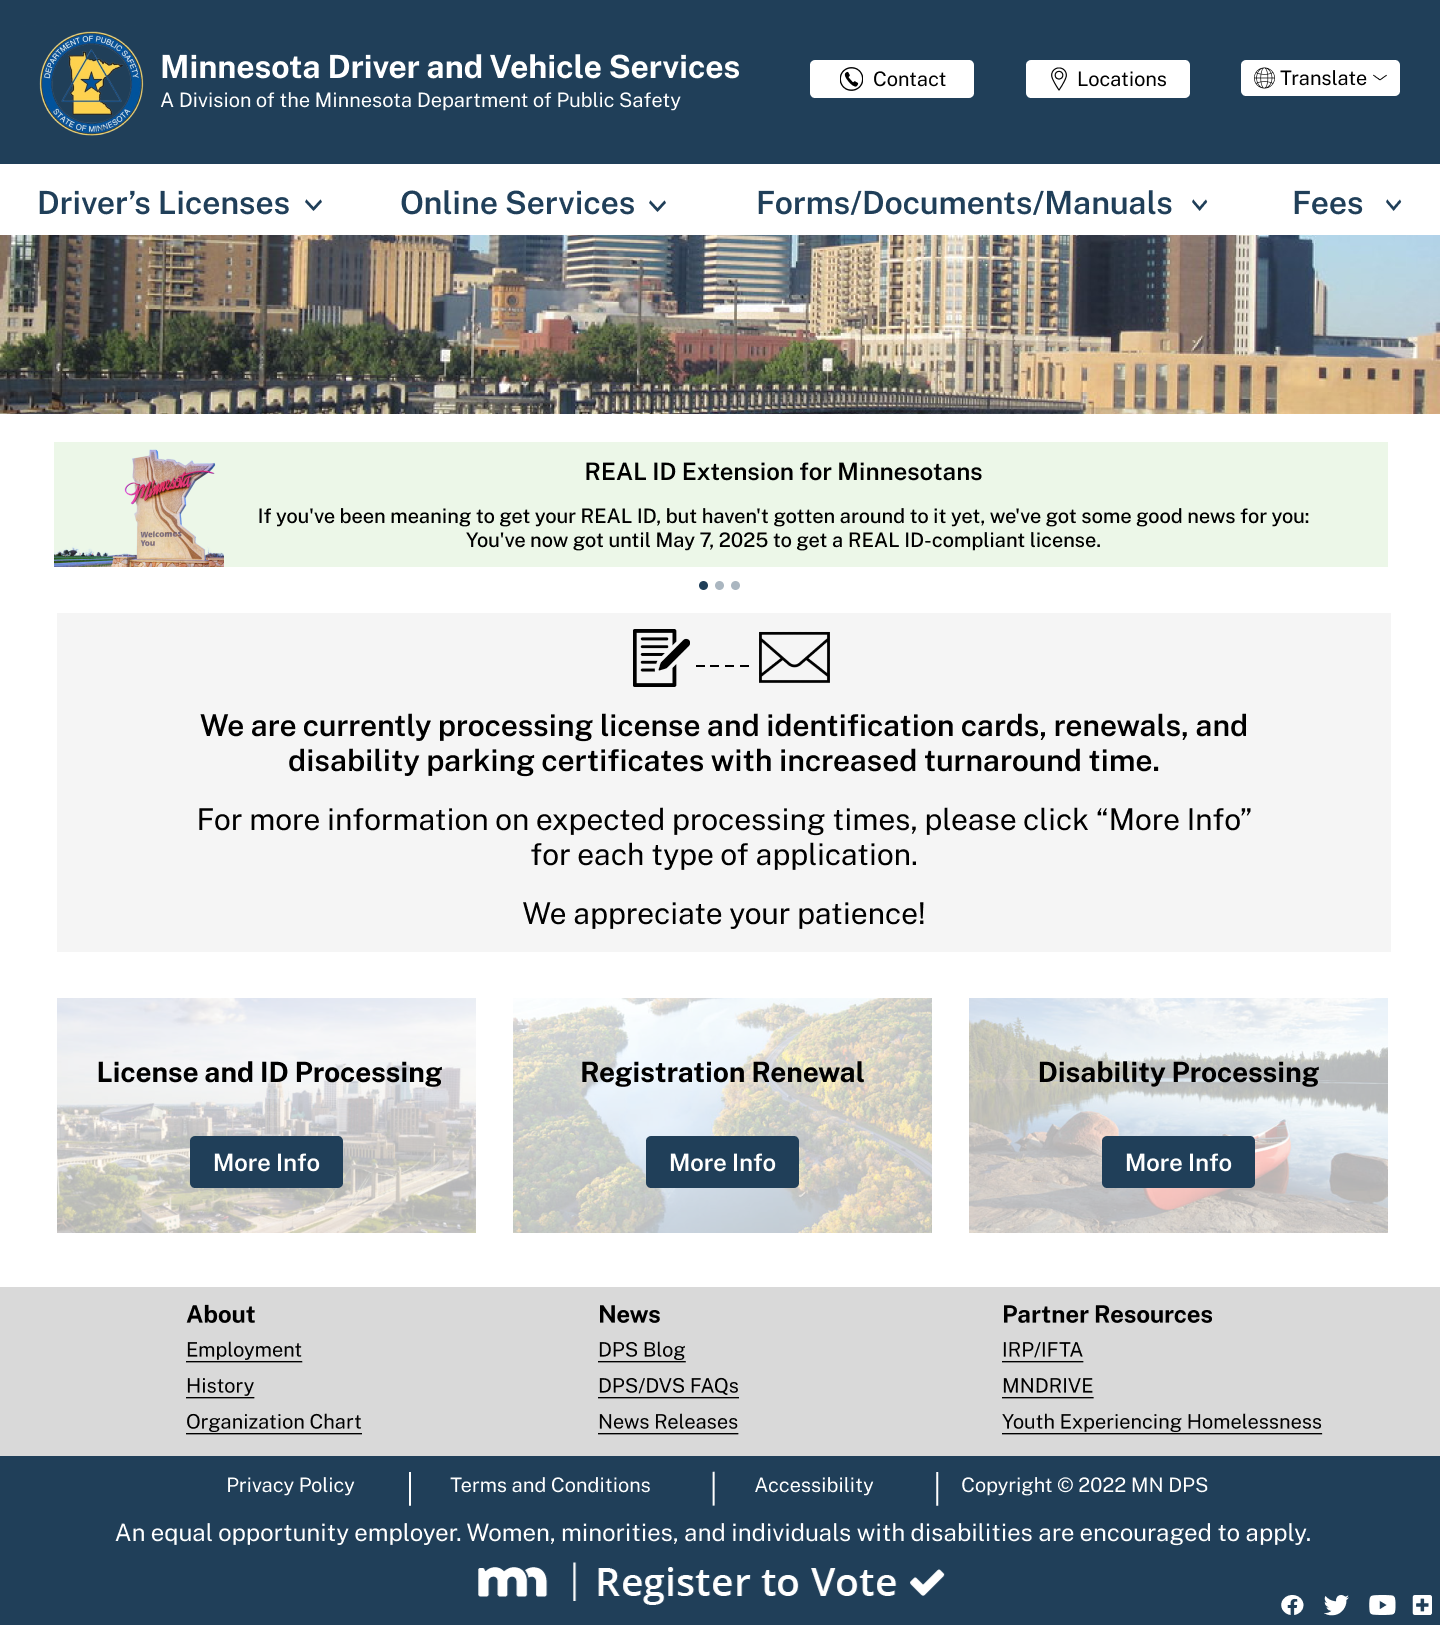 DEPARTMENT OF PUBLIC SAFETY
STATE OF MINNESOTA
Minnesota Driver and Vehicle Services
A Division of the Minnesota Department of Public Safety
Contact
Locations
Translate
Driver’s Licenses
Online Services
Forms/Documents/Manuals
Fees
Minnesota
Welcomes
You
REAL ID Extension for Minnesotans
If you've been meaning to get your REAL ID, but haven't gotten around to it yet, we've got some good news for you:
You've now got until May 7, 2025 to get a REAL ID-compliant license.
We are currently processing license and identification cards, renewals, and
disability parking certificates with increased turnaround time.
For more information on expected processing times, please click “More Info”
for each type of application.
We appreciate your patience!
License and ID Processing
More Info
Registration Renewal
More Info
Disability Processing
More Info
About
Employment
History
Organization Chart
News
DPS Blog
DPS/DVS FAQs
News Releases
Partner Resources
IRP/IFTA
MNDRIVE
Youth Experiencing Homelessness
Privacy Policy
Terms and Conditions
Accessibility
Copyright © 2022 MN DPS
An equal opportunity employer. Women, minorities, and individuals with disabilities are encouraged to apply.
mn | Register to Vote